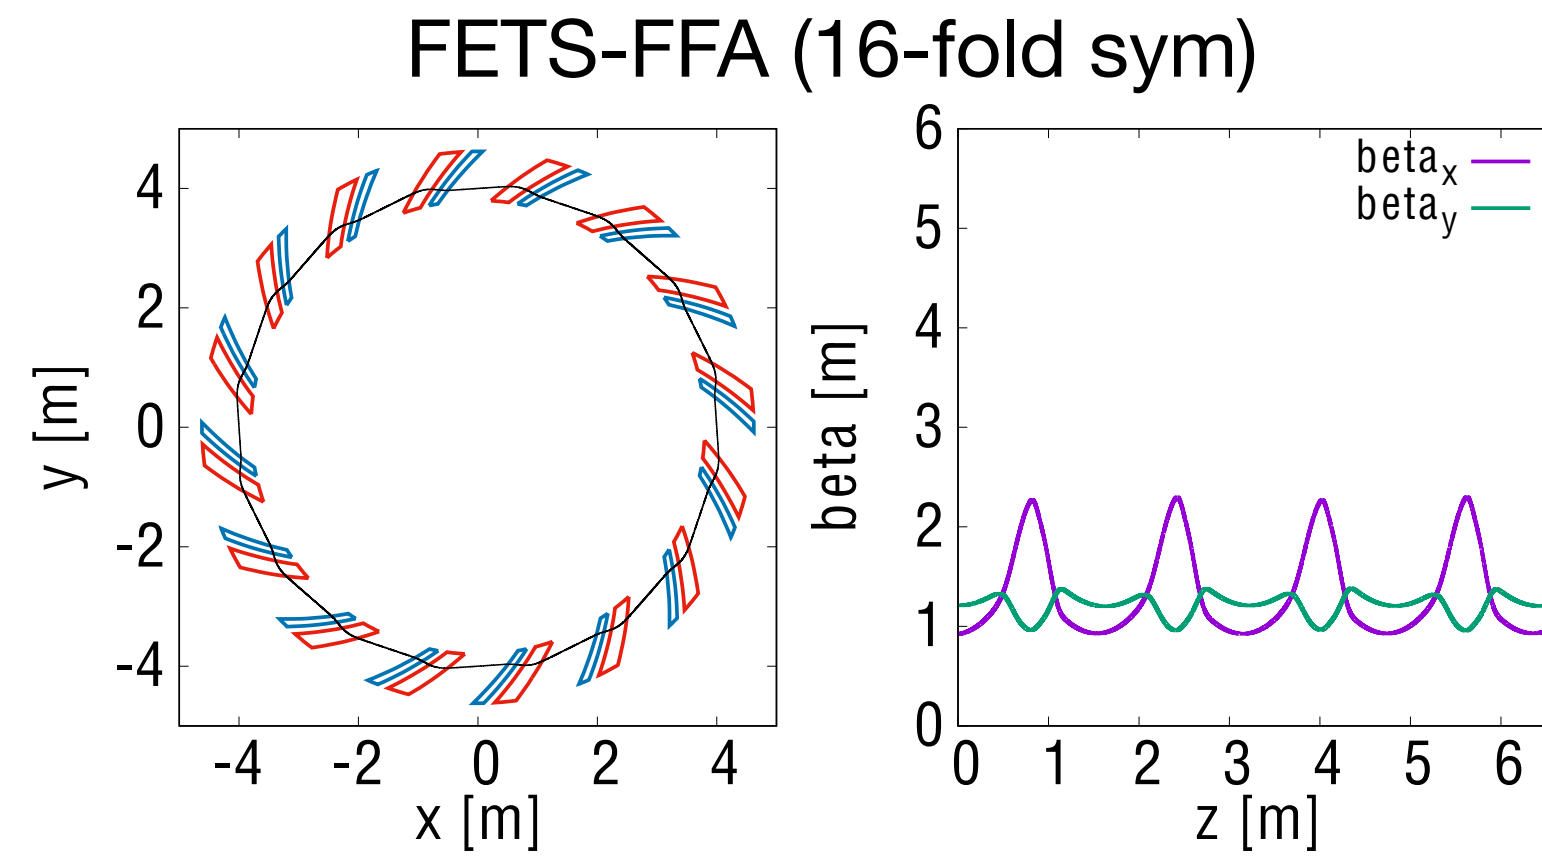 FETS-FFA (16-fold sym)
4
2
0
-2
-4
y [m]
-4 -2 0 2 4
x [m]
6
5
4
3
2
1
0
beta [m]
beta_x
beta_y
0 1 2 3 4 5 6
z [m]